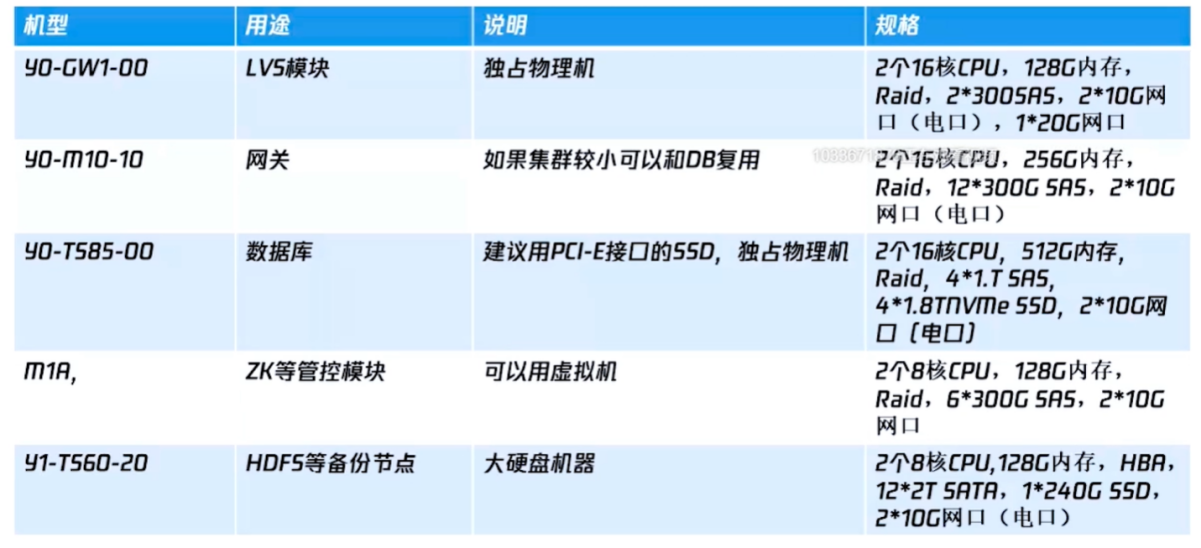 机型 用途 说明 规格
Y0-GW1-00 LVS模块 独占物理机 2个16核CPU，128G内存，
Raid，2*300SAS，2*10G网
口（电口），1*20G网口
Y0-M10-10 网关 如果集群较小可以和DB复用 2个16核CPU，256G内存，
Raid，12*300G SAS，2*10G
网口（电口）
Y0-TS85-00 数据库 建议用PCI-E接口的SSD，独占物理机 2个16核CPU，512G内存，
Raid，4*1.T SAS，
4*1.8TNVMe SSD，2*10G网
口（电口）
M1A, ZK等管控模块 可以用虚拟机 2个8核CPU，128G内存，
Raid，6*300G SAS，2*10G
网口
Y1-TS60-20 HDFS等备份节点 大硬盘机器 2个8核CPU,128G内存，HBA，
12*2T SATA，1*240G SSD，
2*10G网口（电口）